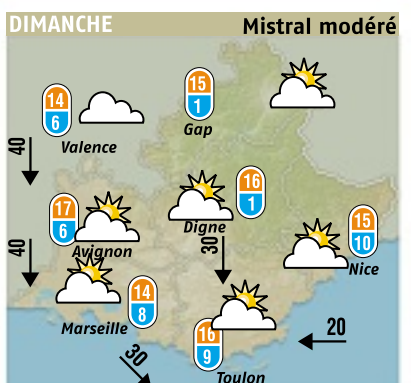 DIMANCHE
Mistral modéré
15
1
Gap
14
6
Valence
40
16
1
Digne
17
6
Avignon
15
10
Nice
40
30
14
8
Marseille
20
16
9
Toulon
30